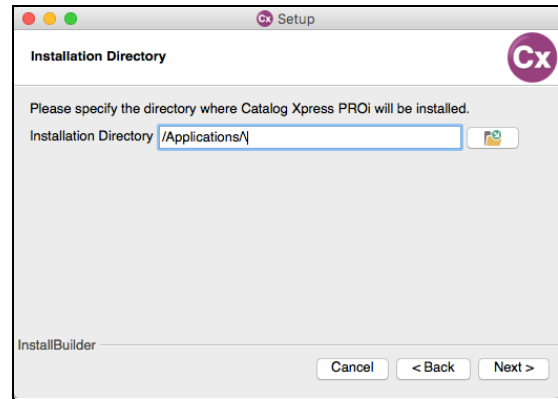 Cx Setup
Installation Directory
Cx
Please specify the directory where Catalog Xpress PROi will be installed.
Installation Directory /Applications/\
InstallBuilder
Cancel < Back Next >